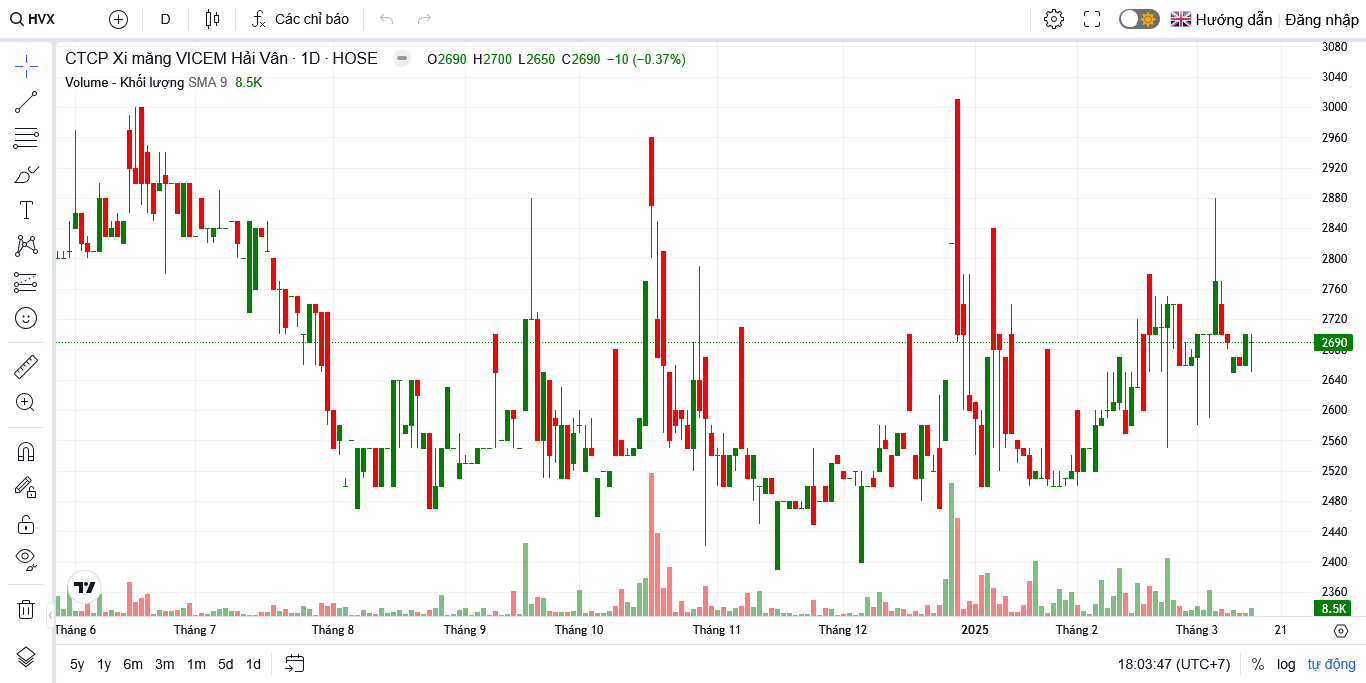 HVX
D
Các chỉ báo
Hướng dẫn
Đăng nhập
CTCP Xi măng VICEM Hải Vân · 1D · HOSE
O2690 H2700 L2650 C2690 −10 (−0.37%)
Volume - Khối lượng SMA 9 8.5K
3080
3040
3000
2960
2920
2880
2840
2800
2760
2720
2690
2680
2640
2600
2560
2520
2480
2440
2400
2360
8.5K
Tháng 6 Tháng 7 Tháng 8 Tháng 9 Tháng 10 Tháng 11 Tháng 12 2025 Tháng 2 Tháng 3 21
5y 1y 6m 3m 1m 5d 1d
18:03:47 (UTC+7) % log tự động